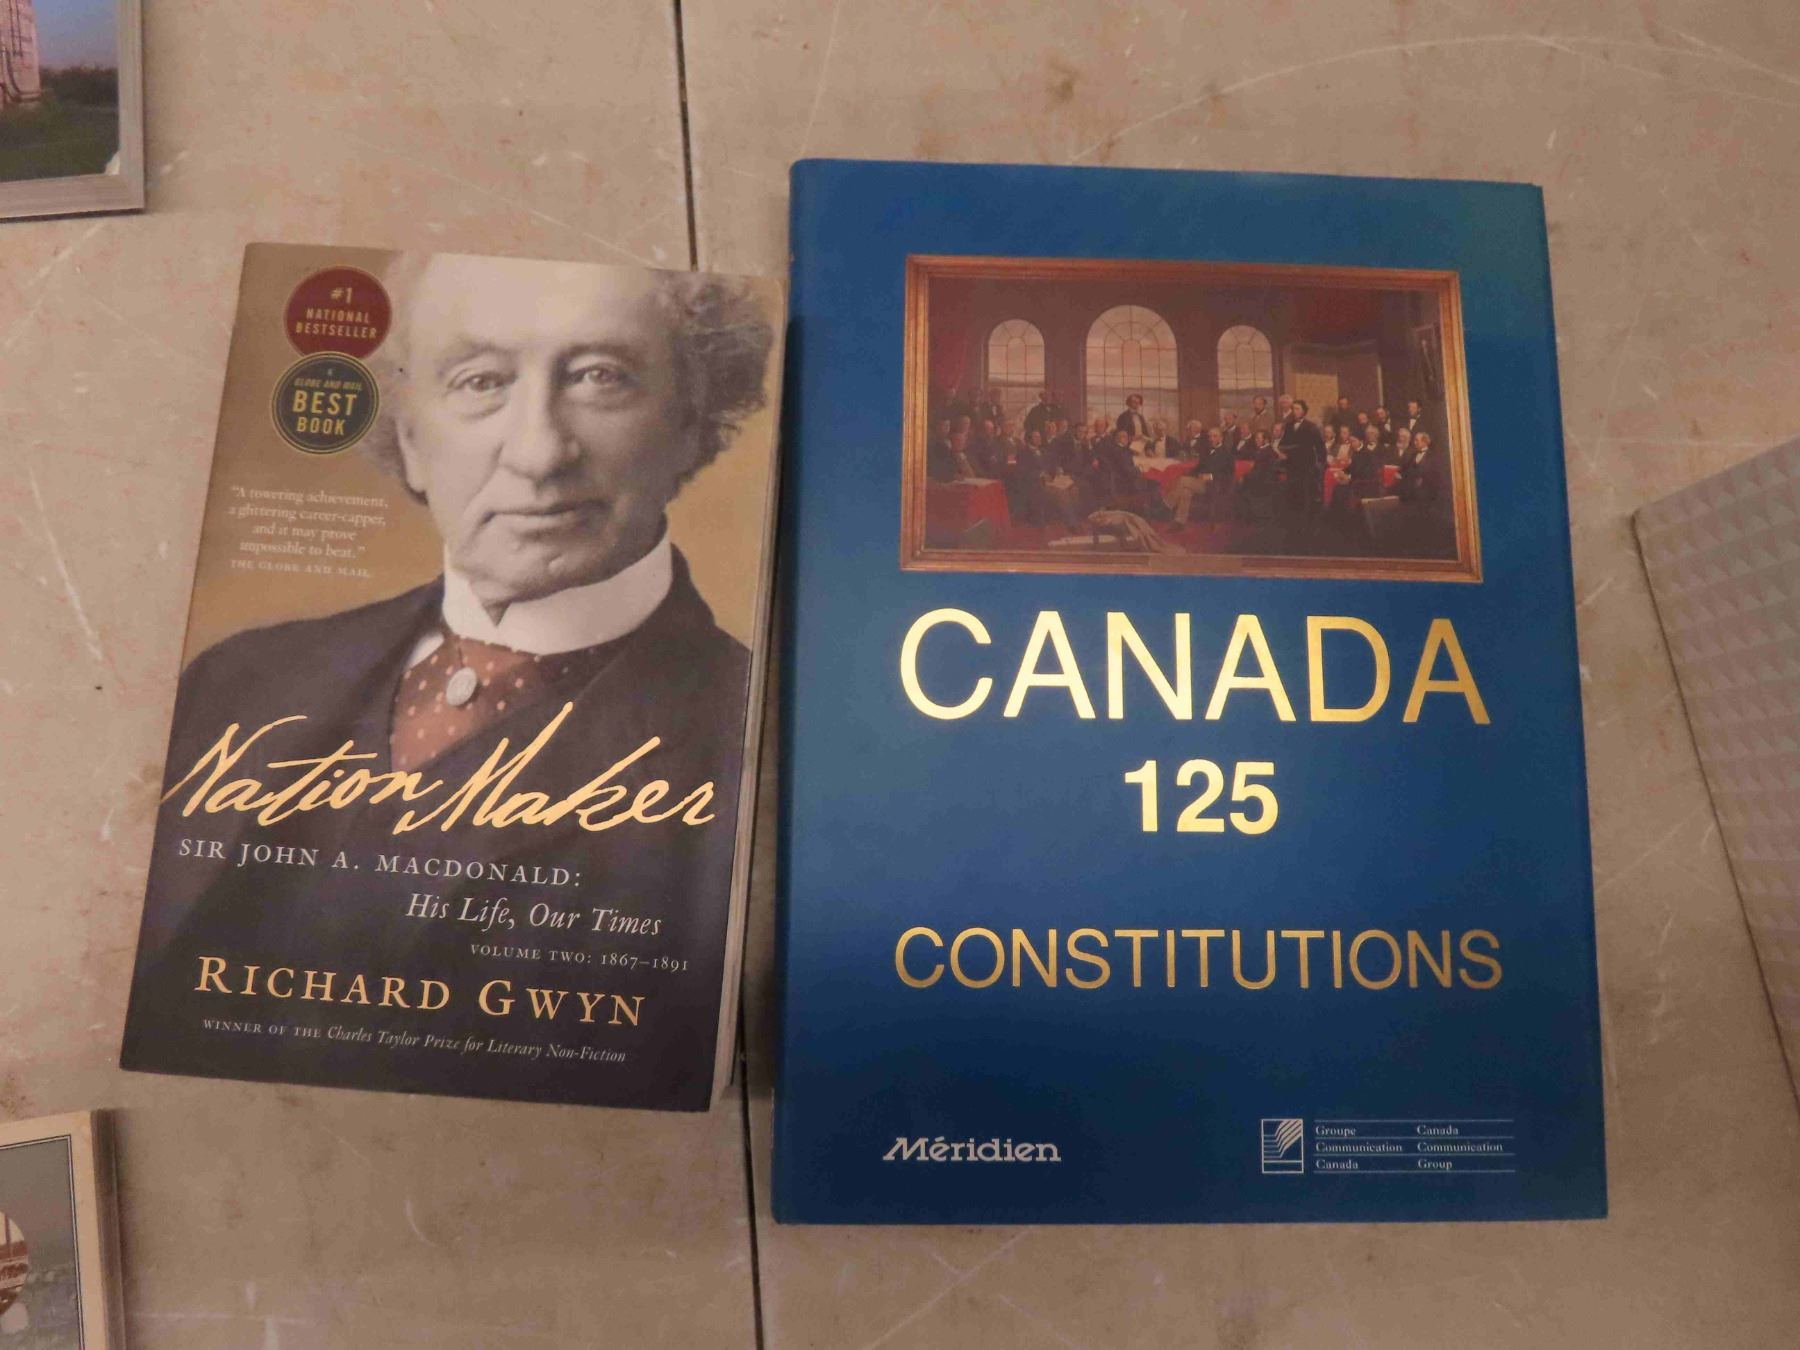 #1
NATIONAL
BESTSELLER
A
GLOBE AND MAIL
BEST
BOOK
"A towering achievement,
a glittering career-capper,
and it may prove
impossible to beat."
THE GLOBE AND MAIL
Nation Maker
SIR JOHN A. MACDONALD:
His Life, Our Times
VOLUME TWO: 1867–1891
RICHARD GWYN
WINNER OF THE Charles Taylor Prize for Literary Non-Fiction
CANADA
125
CONSTITUTIONS
Méridien
Groupe Canada
Communication Communication
Canada Group